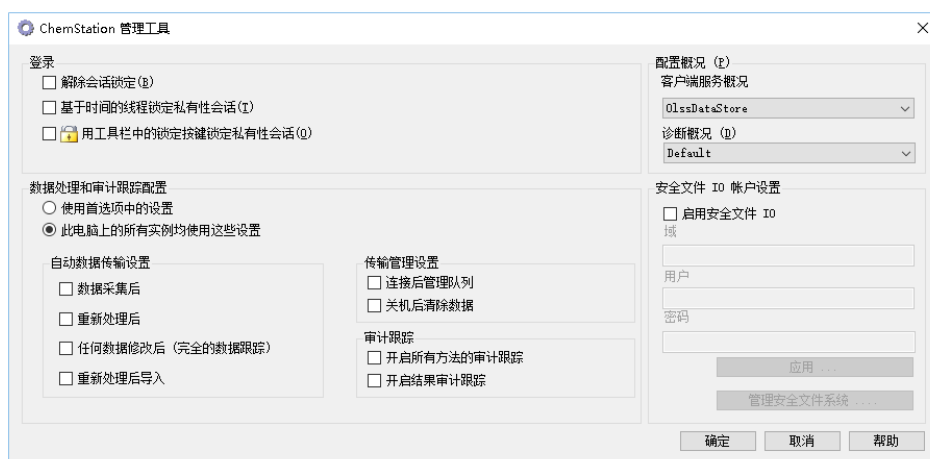 ChemStation 管理工具
登录
解除会话锁定(B)
基于时间的线程锁定私有性会话(T)
用工具栏中的锁定按键锁定私有性会话(O)
配置概况 (P)
客户端服务概况
OlssDataStore
诊断概况 (D)
Default
数据处理和审计跟踪配置
使用首选项中的设置
此电脑上的所有实例均使用这些设置
自动数据传输设置
数据采集后
重新处理后
任何数据修改后 (完全的数据跟踪)
重新处理后导入
传输管理设置
连接后管理队列
关机后清除数据
审计跟踪
开启所有方法的审计跟踪
开启结果审计跟踪
安全文件 IO 帐户设置
启用安全文件 IO
域
用户
密码
应用 ...
管理安全文件系统 ....
确定
取消
帮助